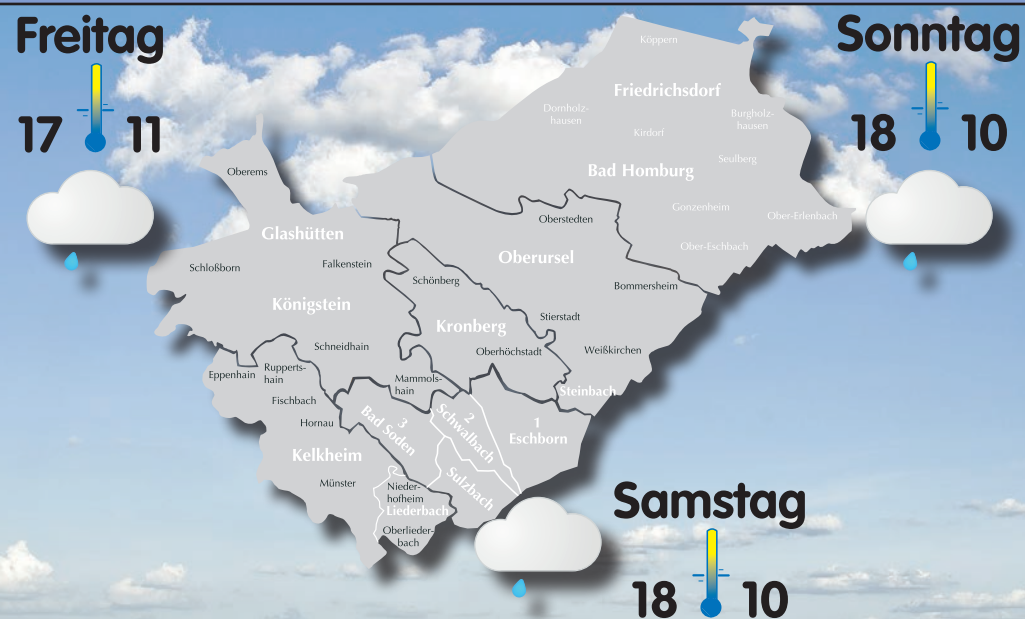 Freitag
17 11
Sonntag
18 10
Köppern
Friedrichsdorf
Dornholz-
hausen
Burgholz-
hausen
Kirdorf
Seulberg
Bad Homburg
Oberems
Gonzenheim
Ober-Erlenbach
Oberstedten
Glashütten
Ober-Eschbach
Oberursel
Schloßborn
Falkenstein
Schönberg
Bommersheim
Königstein
Kronberg
Stierstadt
Schneidhain
Oberhöchstadt
Weißkirchen
Eppenhain
Rupperts-
hain
Mammols-
hain
Steinbach
Fischbach
Hornau
3
Bad Soden
2
Schwalbach
1
Eschborn
Kelkheim
Sulzbach
Münster
Nieder-
hofheim
Liederbach
Oberlieder-
bach
Samstag
18 10